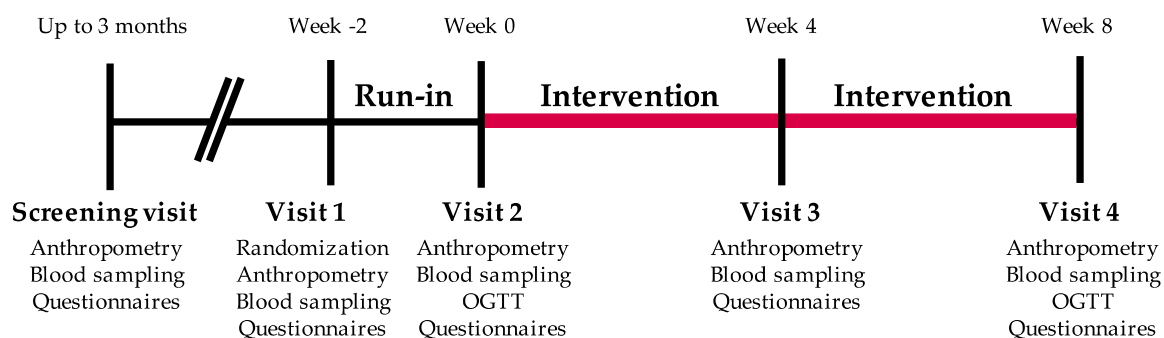 Up to 3 months
Week -2
Week 0
Week 4
Week 8
Run-in
Intervention
Intervention
Screening visit
Anthropometry
Blood sampling
Questionnaires
Visit 1
Randomization
Anthropometry
Blood sampling
Questionnaires
Visit 2
Anthropometry
Blood sampling
OGTT
Questionnaires
Visit 3
Anthropometry
Blood sampling
Questionnaires
Visit 4
Anthropometry
Blood sampling
OGTT
Questionnaires